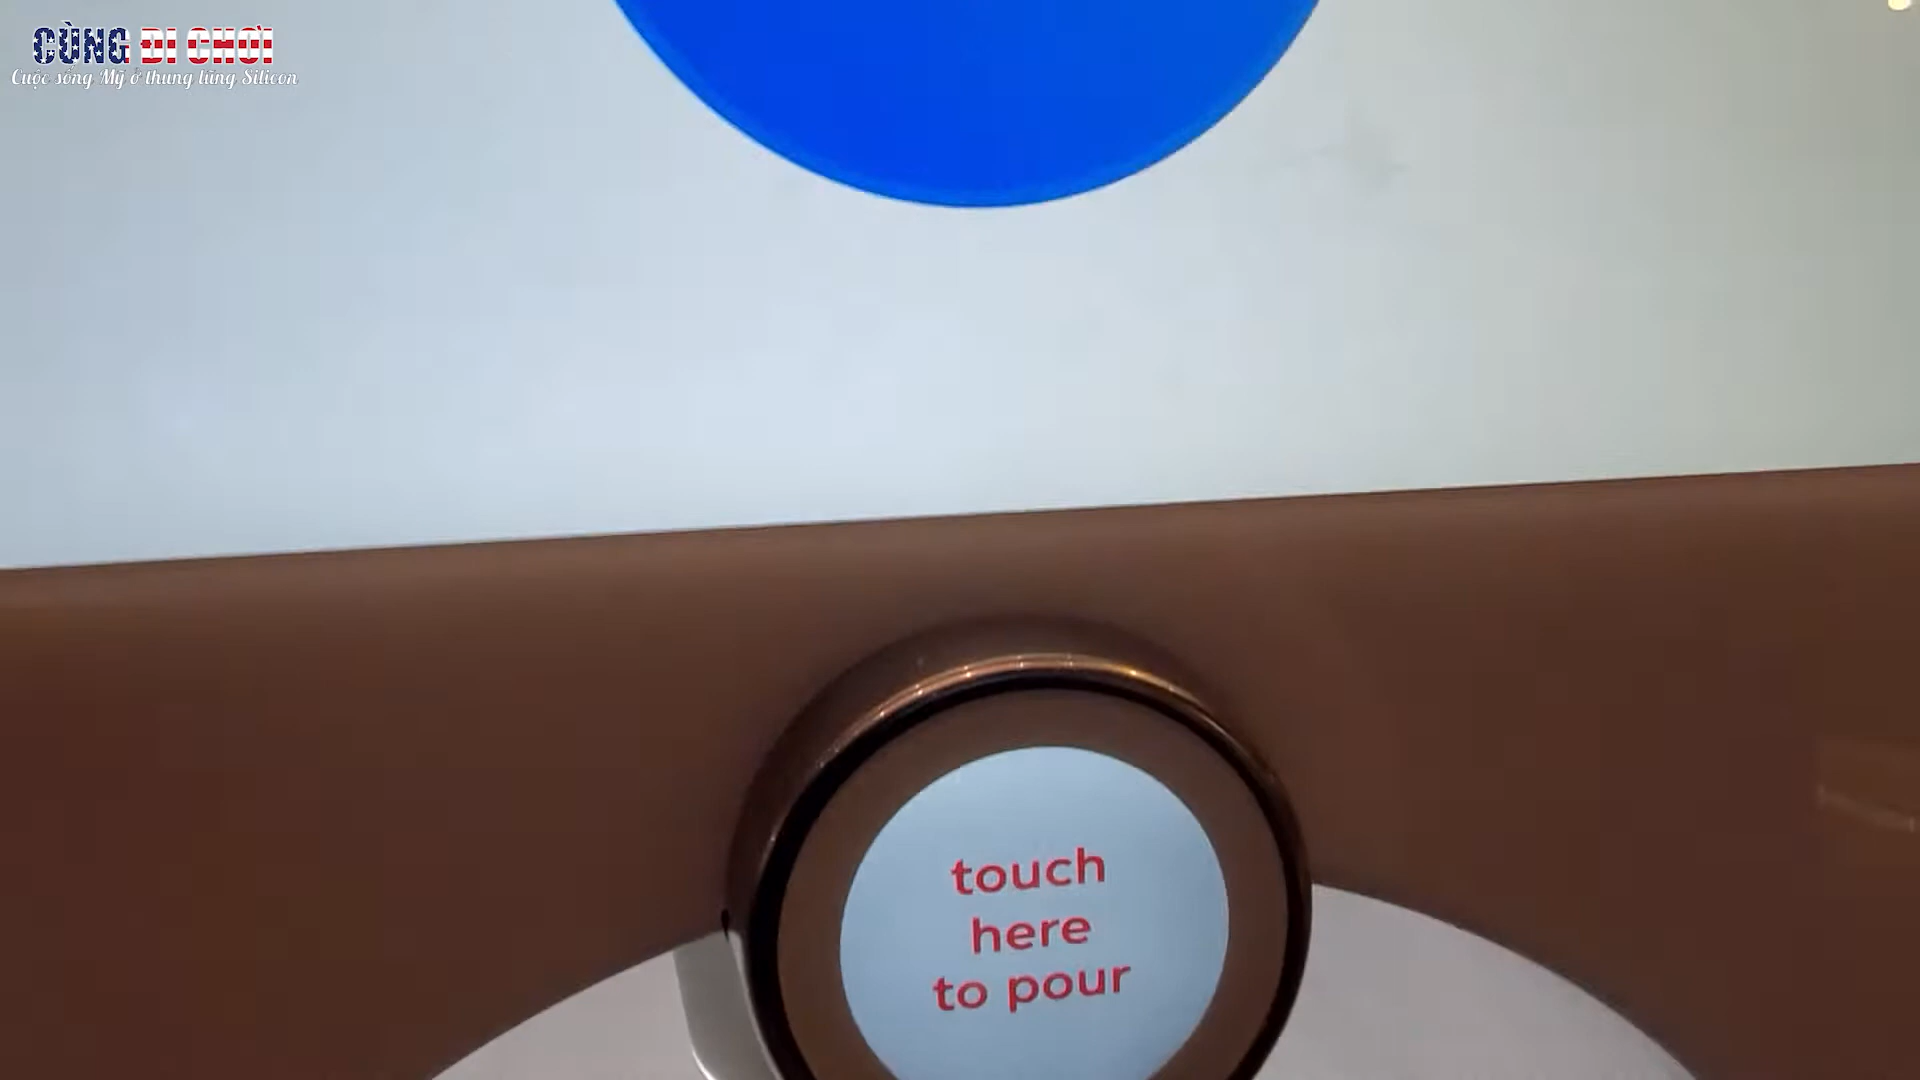 CÙNG ĐI CHƠI
Cuộc sống Mỹ ở thung lũng Silicon
touch
here
to pour